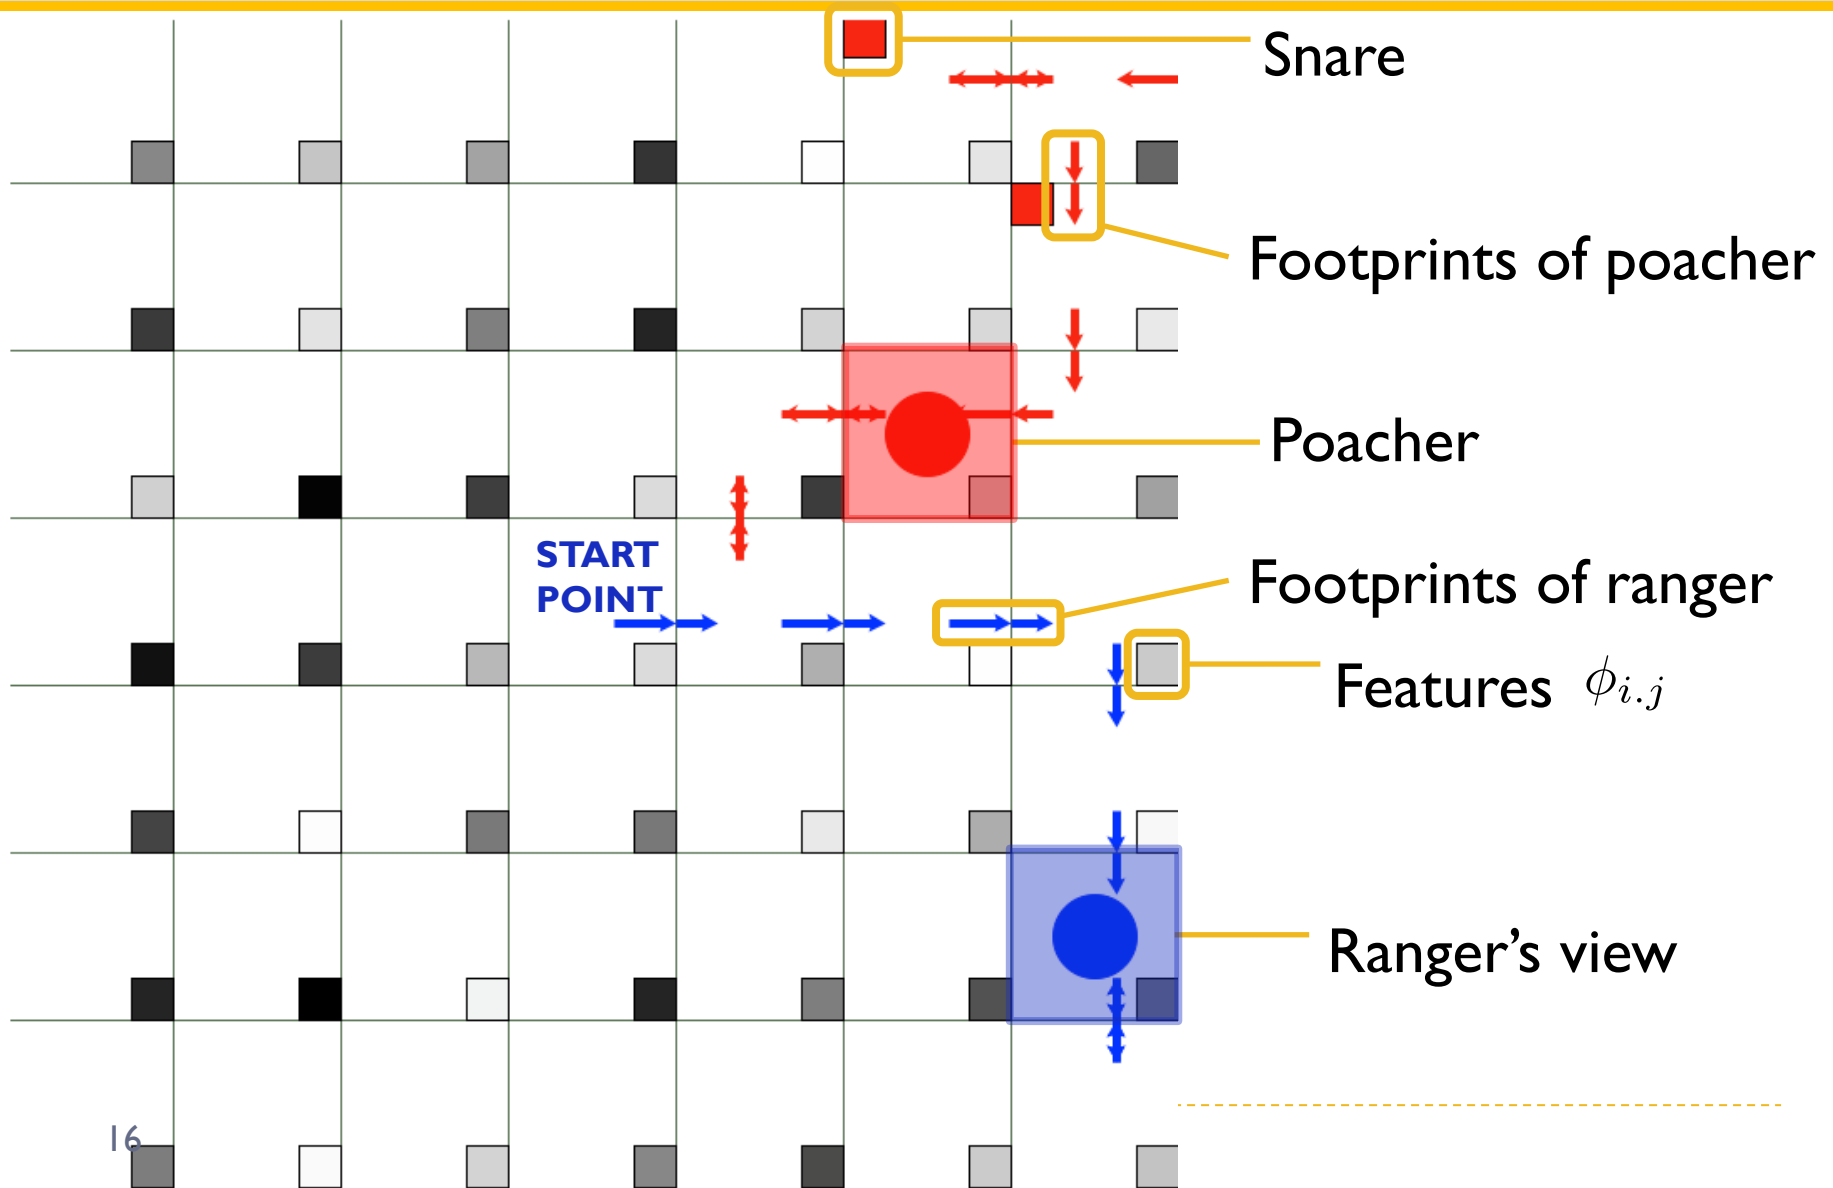 Snare
Footprints of poacher
Poacher
START
POINT
Footprints of ranger
Features ϕi.j
Ranger’s view
16